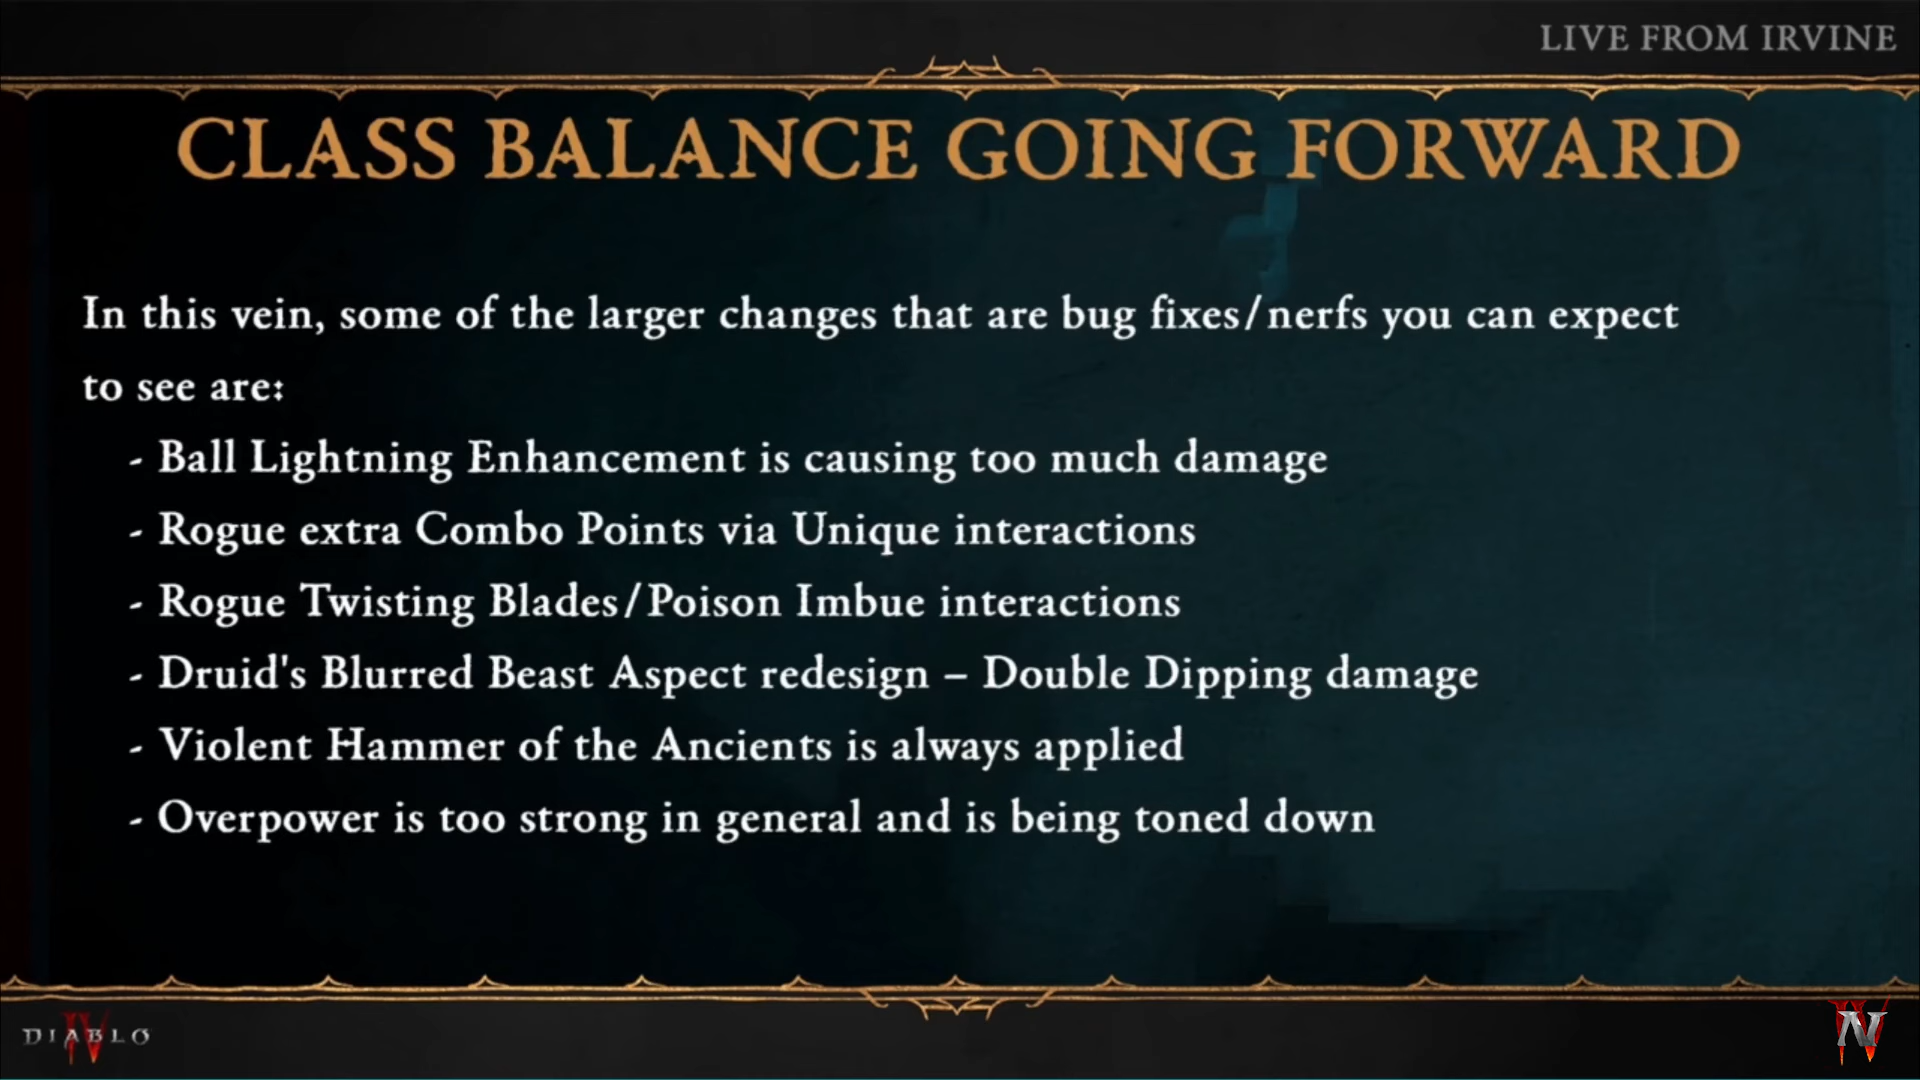 LIVE FROM IRVINE
CLASS BALANCE GOING FORWARD
In this vein, some of the larger changes that are bug fixes/nerfs you can expect
to see are:
- Ball Lightning Enhancement is causing too much damage
- Rogue extra Combo Points via Unique interactions
- Rogue Twisting Blades/Poison Imbue interactions
- Druid's Blurred Beast Aspect redesign – Double Dipping damage
- Violent Hammer of the Ancients is always applied
- Overpower is too strong in general and is being toned down
DIABLO IV
IV N